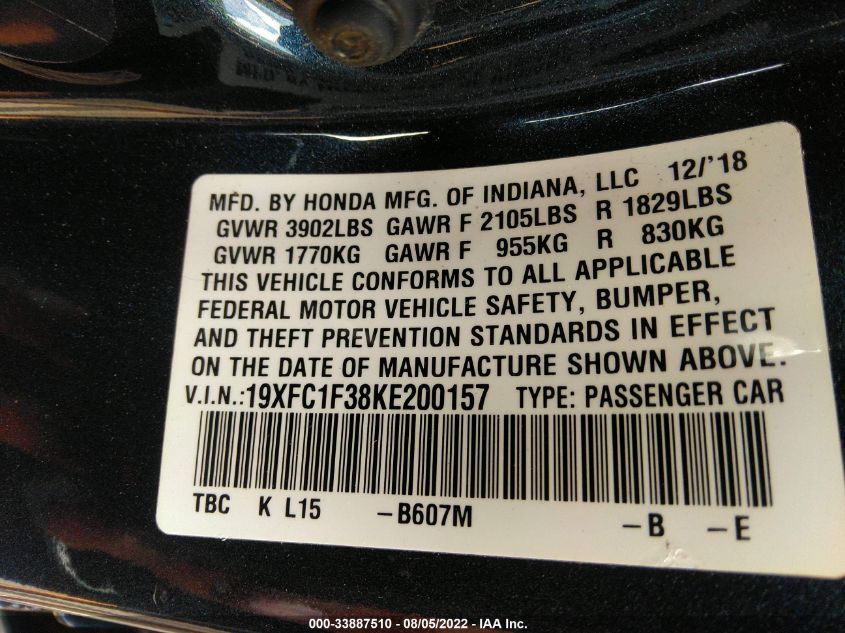 MFD. BY HONDA MFG. OF INDIANA, LLC 12/'18
GVWR 3902LBS GAWR F 2105LBS R 1829LBS
GVWR 1770KG GAWR F 955KG R 830KG
THIS VEHICLE CONFORMS TO ALL APPLICABLE
FEDERAL MOTOR VEHICLE SAFETY, BUMPER,
AND THEFT PREVENTION STANDARDS IN EFFECT
ON THE DATE OF MANUFACTURE SHOWN ABOVE.
V.I.N.:19XFC1F38KE200157 TYPE: PASSENGER CAR
TBC K L15 -B607M -B -E
000-33887510 - 08/05/2022 - IAA Inc.